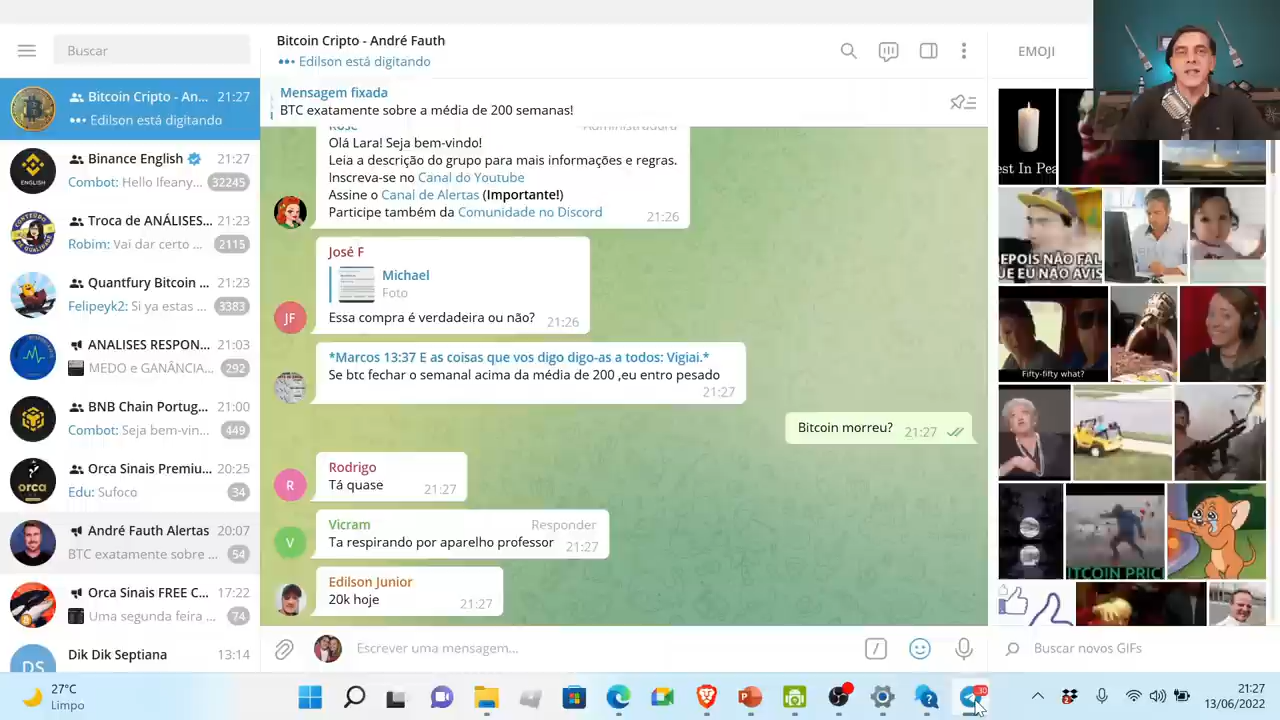 Buscar
Bitcoin Cripto - An...
21:27
Edilson está digitando
Binance English
21:27
Combot: Hello Ifeany...
32245
ENGLISH
Troca de ANÁLISES...
21:23
Robim: Vai dar certo ...
2115
Quantfury Bitcoin ...
21:23
Felipeyk2: Si ya estas ...
3383
ANALISES RESPON...
21:03
MEDO e GANÂNCIA...
292
BNB Chain Portug...
21:00
Combot: Seja bem-vin...
449
Orca Sinais Premiu...
20:25
Edu: Sufoco
34
orca
André Fauth Alertas
20:07
BTC exatamente sobre ...
54
Orca Sinais FREE C...
17:22
Uma segunda feira ...
74
Dik Dik Septiana
13:14
DS
Bitcoin Cripto - André Fauth
Edilson está digitando
Mensagem fixada
BTC exatamente sobre a média de 200 semanas!
Rose
Administradora
Olá Lara! Seja bem-vindo!
Leia a descrição do grupo para mais informações e regras.
eva-se no Canal do Youtube
Assine o Canal de Alertas (Importante!)
Participe também da Comunidade no Discord
21:26
José F
Michael
Foto
JF
Essa compra é verdadeira ou não?
21:26
*Marcos 13:37 E as coisas que vos digo digo-as a todos: Vigiai.*
Se btc fechar o semanal acima da média de 200 ,eu entro pesado
21:27
Bitcoin morreu?
21:27
Rodrigo
R
Tá quase
21:27
Vicram
Responder
V
Ta respirando por aparelho professor
21:27
Edilson Junior
20k hoje
21:27
Escrever uma mensagem...
EMOJI
est In Pea
EPOIS NÃO FAL
UE EU NÃO AVIS
Fifty-fifty what?
ITCOIN PRIC
Buscar novos GIFs
27°C
Limpo
30
21:27
13/06/2022